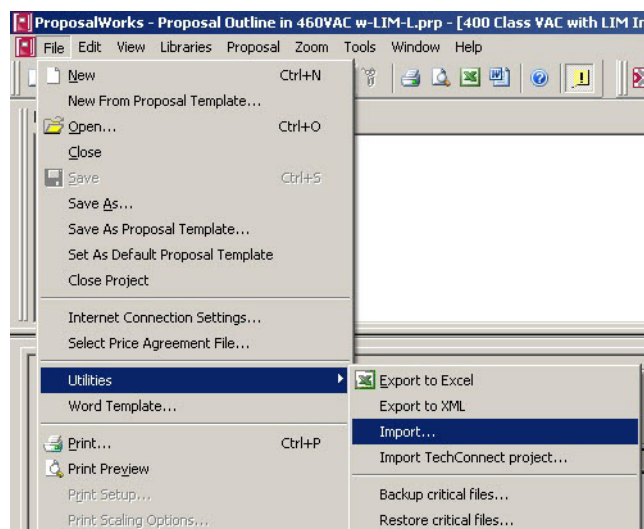 ProposalWorks - Proposal Outline in 460VAC w-LIM-L.prp - [400 Class VAC with LIM In
File Edit View Libraries Proposal Zoom Tools Window Help
New Ctrl+N
New From Proposal Template...
Open... Ctrl+O
Close
Save Ctrl+S
Save As...
Save As Proposal Template...
Set As Default Proposal Template
Close Project
Internet Connection Settings...
Select Price Agreement File...
Utilities
Export to Excel
Word Template...
Export to XML
Import...
Print... Ctrl+P
Import TechConnect project...
Print Preview
Print Setup...
Backup critical files...
Print Scaling Options...
Restore critical files...